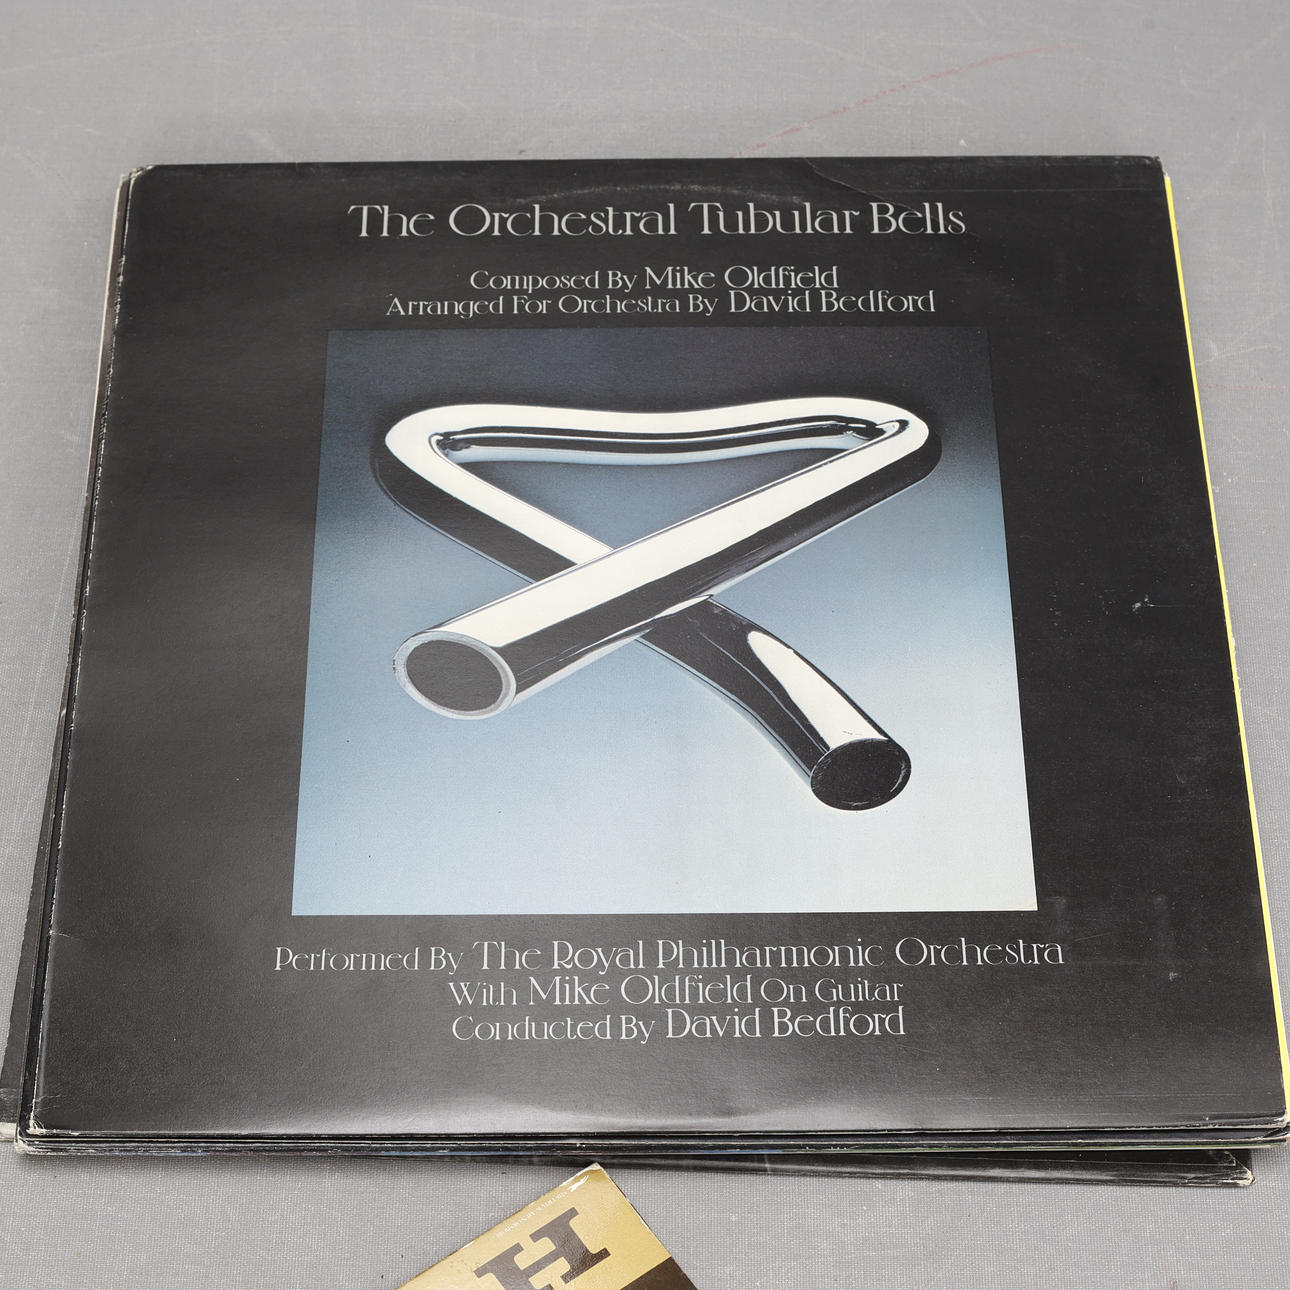 The Orchestral Tubular Bells
Composed By Mike Oldfield
Arranged For Orchestra By David Bedford
Performed By The Royal Philharmonic Orchestra
With Mike Oldfield On Guitar
Conducted By David Bedford
H